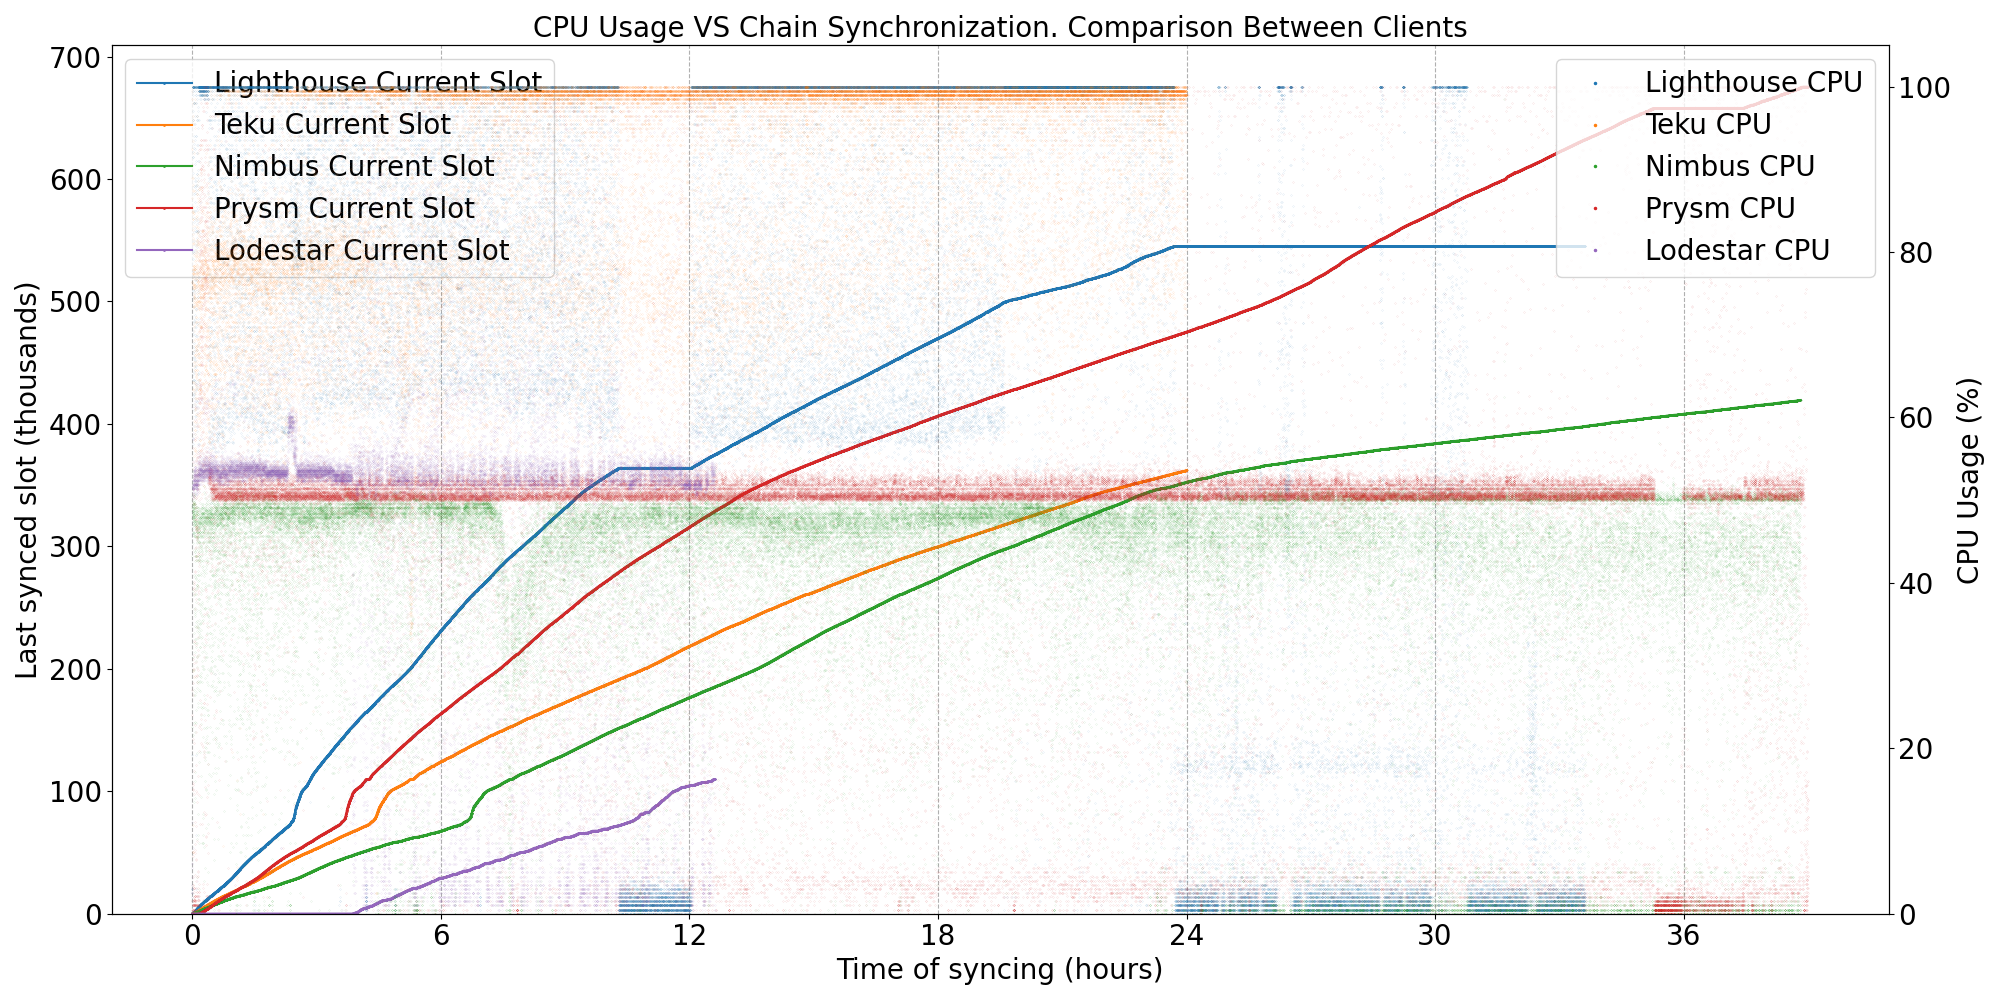 CPU Usage VS Chain Synchronization. Comparison Between Clients
Last synced slot (thousands)
700
600
500
400
300
200
100
0
Lighthouse Current Slot
Teku Current Slot
Nimbus Current Slot
Prysm Current Slot
Lodestar Current Slot
Lighthouse CPU
Teku CPU
Nimbus CPU
Prysm CPU
Lodestar CPU
100
80
60
40
20
0
CPU Usage (%)
0 6 12 18 24 30 36
Time of syncing (hours)